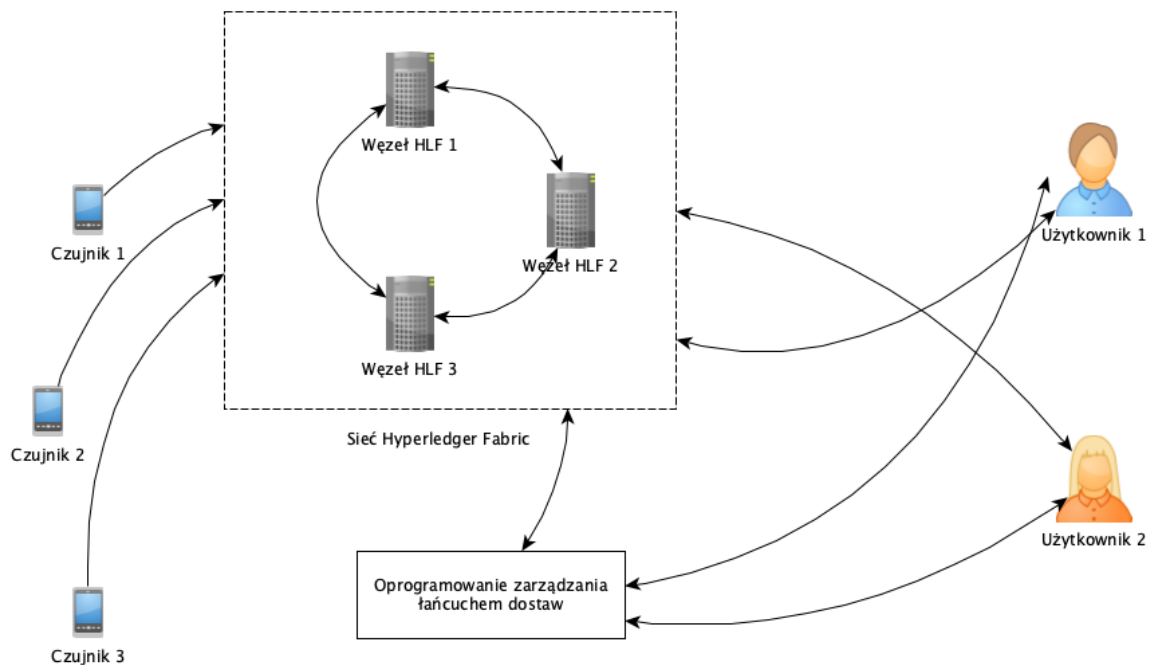 Węzeł HLF 1
Czujnik 1
Użytkownik 1
Węzeł HLF 2
Węzeł HLF 3
Sieć Hyperledger Fabric
Czujnik 2
Użytkownik 2
Oprogramowanie zarządzania
łańcuchem dostaw
Czujnik 3